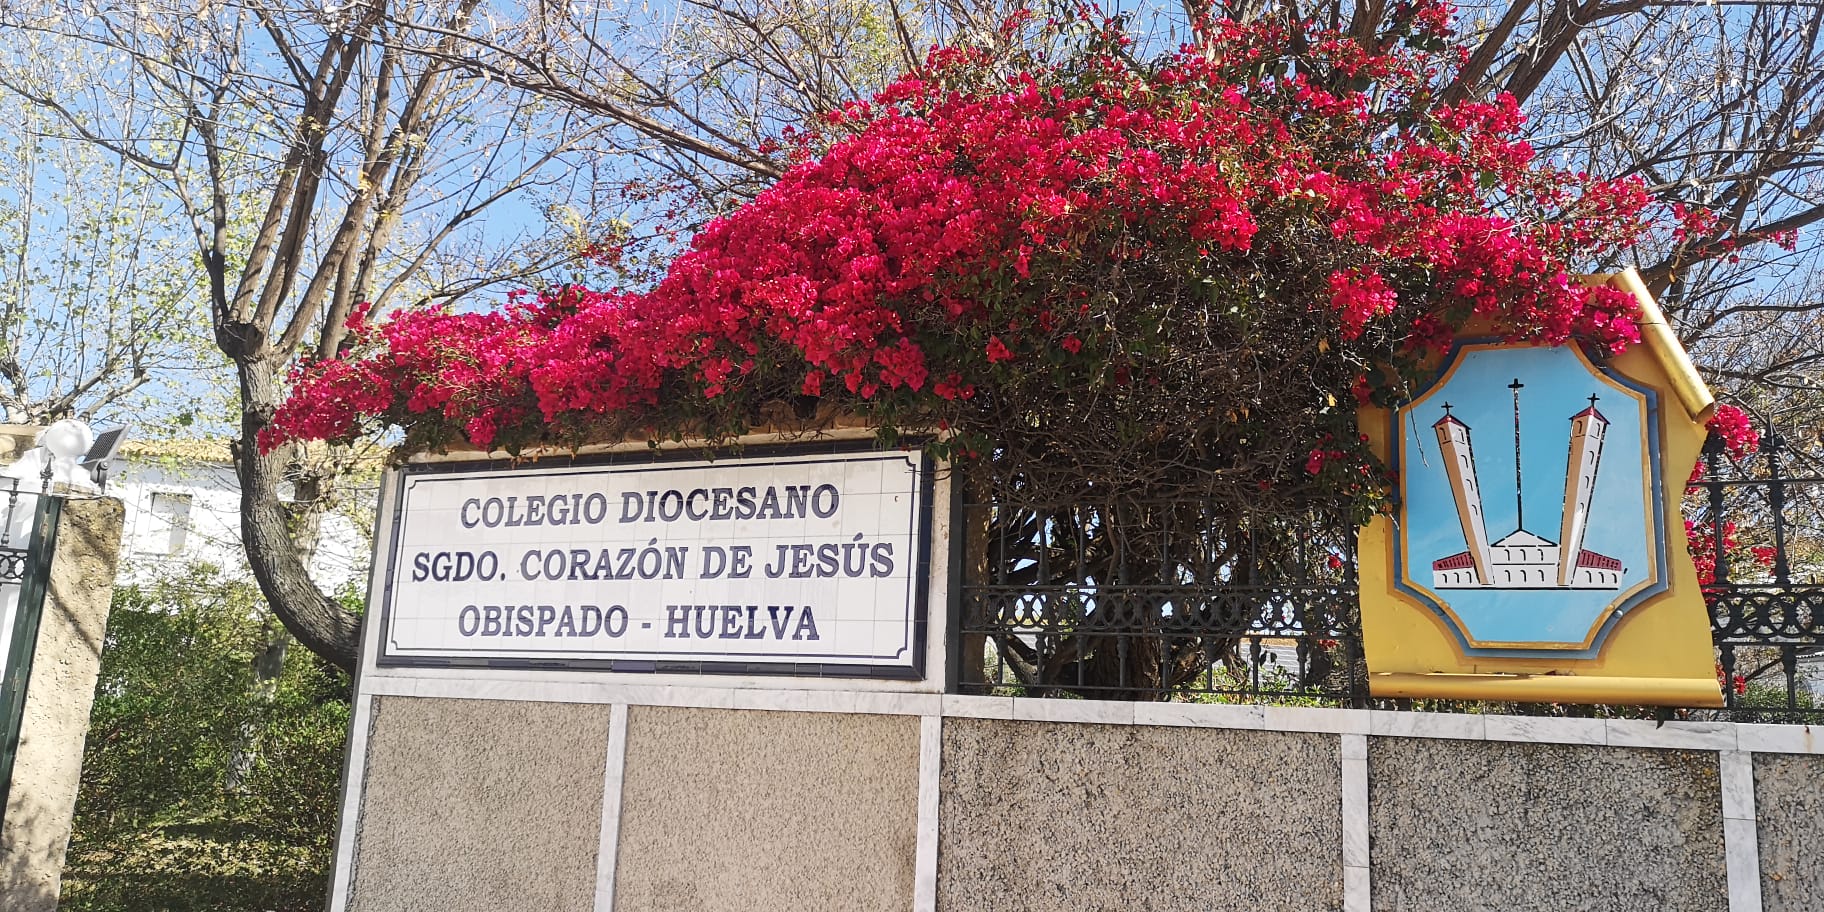 COLEGIO DIOCESANO
SGDO. CORAZÓN DE JESÚS
OBISPADO - HUELVA